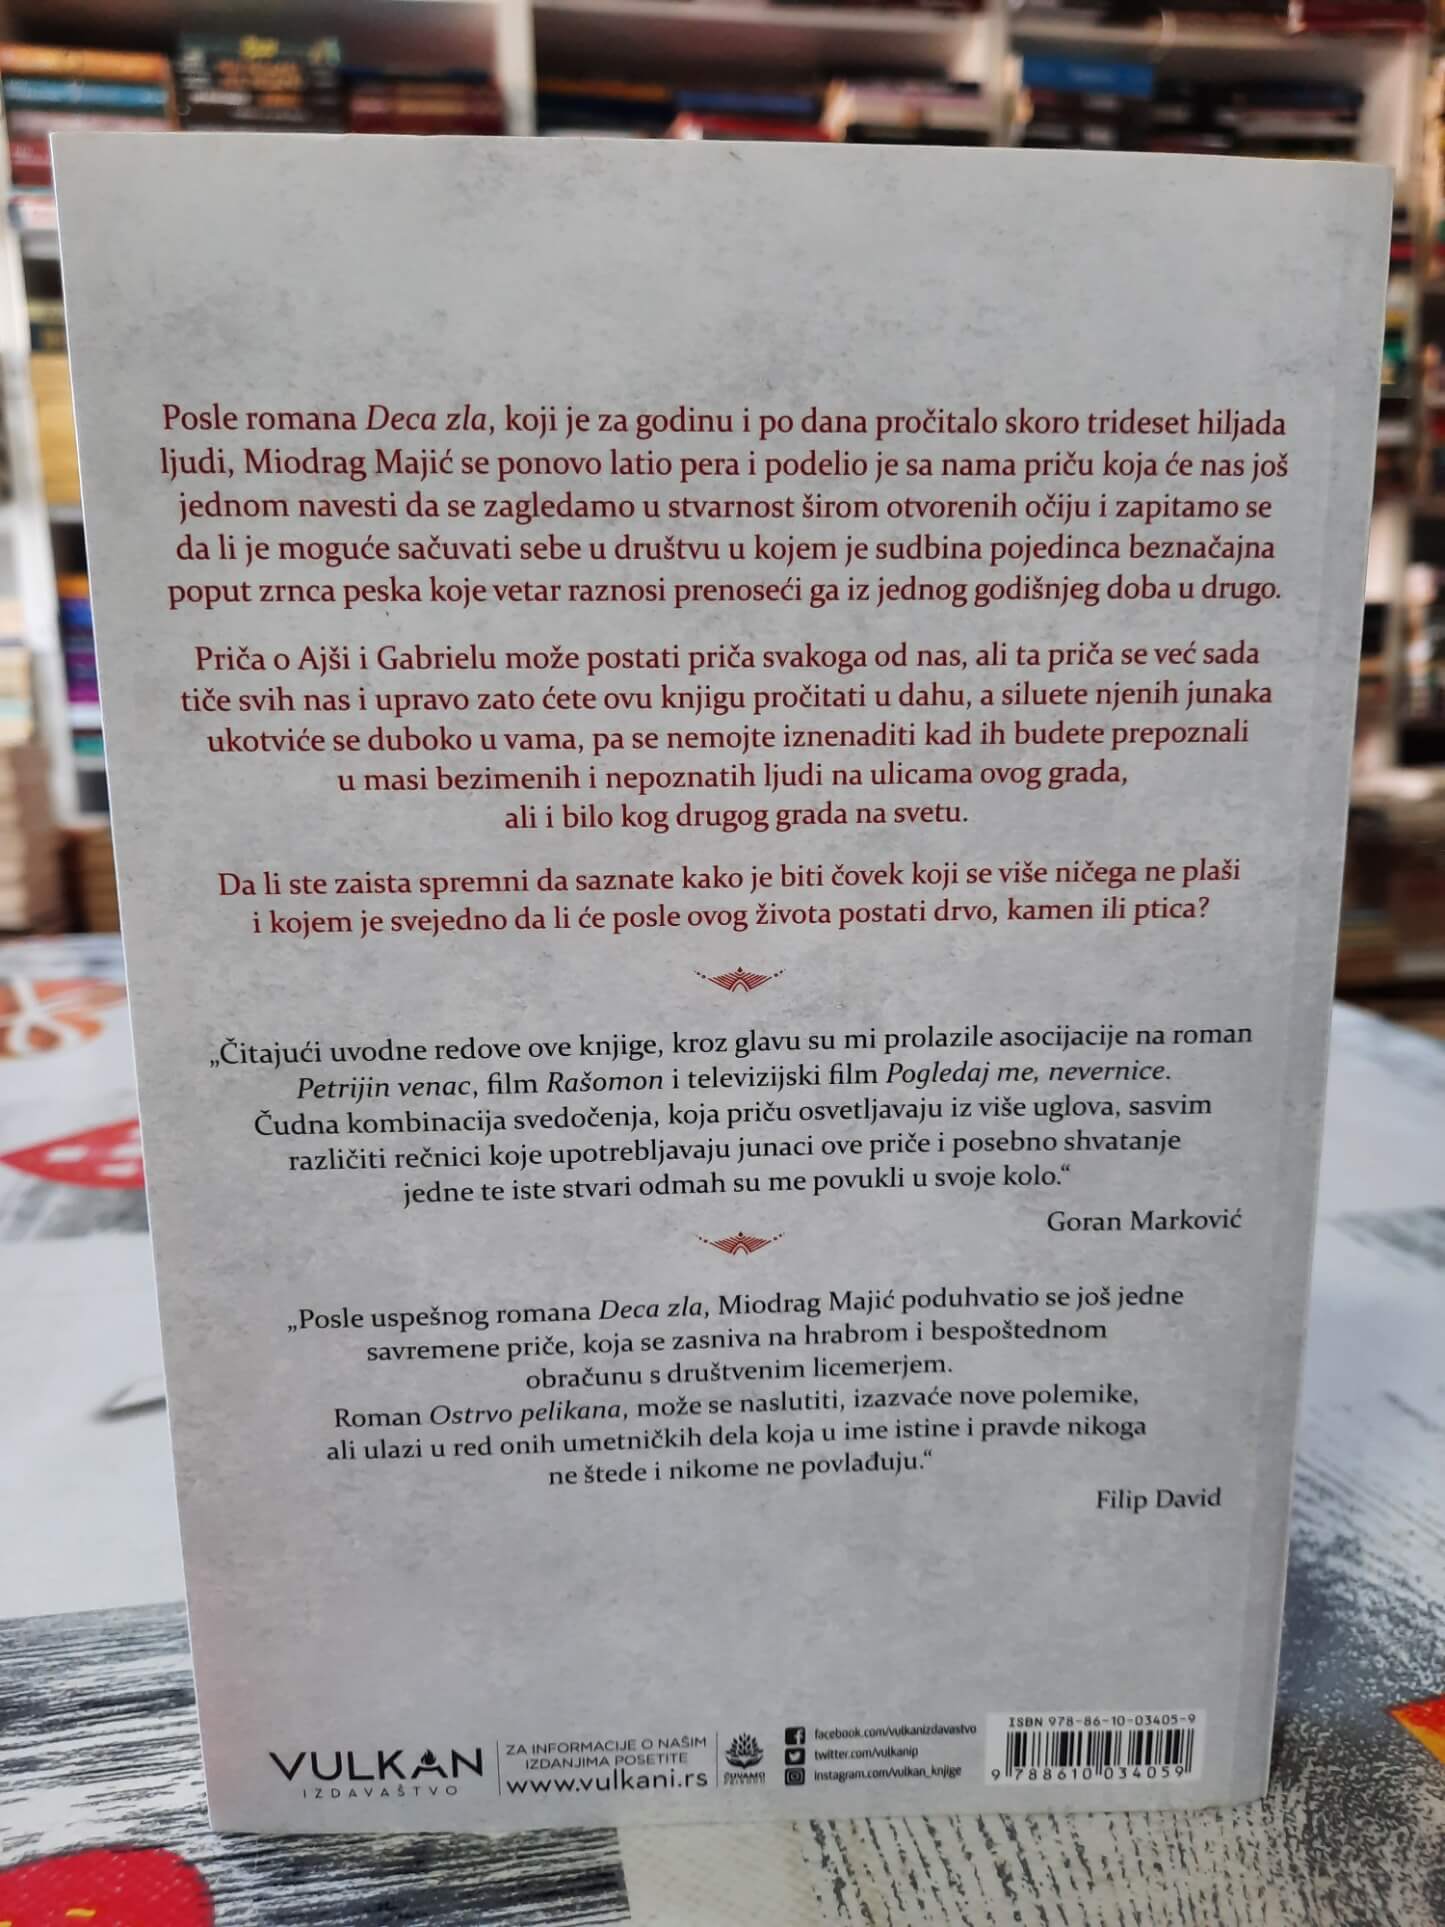 Posle romana Deca zla, koji je za godinu i po dana pročitalo skoro trideset hiljada
ljudi, Miodrag Majić se ponovo latio pera i podelio je sa nama priču koja će nas još
jednom navesti da se zagledamo u stvarnost širom otvorenih očiju i zapitamo se
da li je moguće sačuvati sebe u društvu u kojem je sudbina pojedinca beznačajna
poput zrnca peska koje vetar raznosi prenoseći ga iz jednog godišnjeg doba u drugo.
Priča o Ajši i Gabrielu može postati priča svakoga od nas, ali ta priča se već sada
tiče svih nas i upravo zato ćete ovu knjigu pročitati u dahu, a siluete njenih junaka
ukotviće se duboko u vama, pa se nemojte iznenaditi kad ih budete prepoznali
u masi bezimenih i nepoznatih ljudi na ulicama ovog grada,
ali i bilo kog drugog grada na svetu.
Da li ste zaista spremni da saznate kako je biti čovek koji se više ničega ne plaši
i kojem je svejedno da li će posle ovog života postati drvo, kamen ili ptica?
„Čitajući uvodne redove ove knjige, kroz glavu su mi prolazile asocijacije na roman
Petrijin venac, film Rašomon i televizijski film Pogledaj me, nevernice.
Čudna kombinacija svedočenja, koja priču osvetljavaju iz više uglova, sasvim
različiti rečnici koje upotrebljavaju junaci ove priče i posebno shvatanje
jedne te iste stvari odmah su me povukli u svoje kolo.“
Goran Marković
„Posle uspešnog romana Deca zla, Miodrag Majić poduhvatio se još jedne
savremene priče, koja se zasniva na hrabrom i bespoštednom
obračunu s društvenim licemerjem.
Roman Ostrvo pelikana, može se naslutiti, izazvaće nove polemike,
ali ulazi u red onih umetničkih dela koja u ime istine i pravde nikoga
ne štede i nikome ne povlađuju.“
Filip David
VULKAN
IZDAVAŠTVO
ZA INFORMACIJE O NAŠIM
IZDANJIMA POSETITE
www.vulkani.rs
facebook.com/vulkanizdavastvo
twitter.com/vulkanip
instagram.com/vulkan_knjige
ISBN 978-86-10-03405-9
9 788610 034059